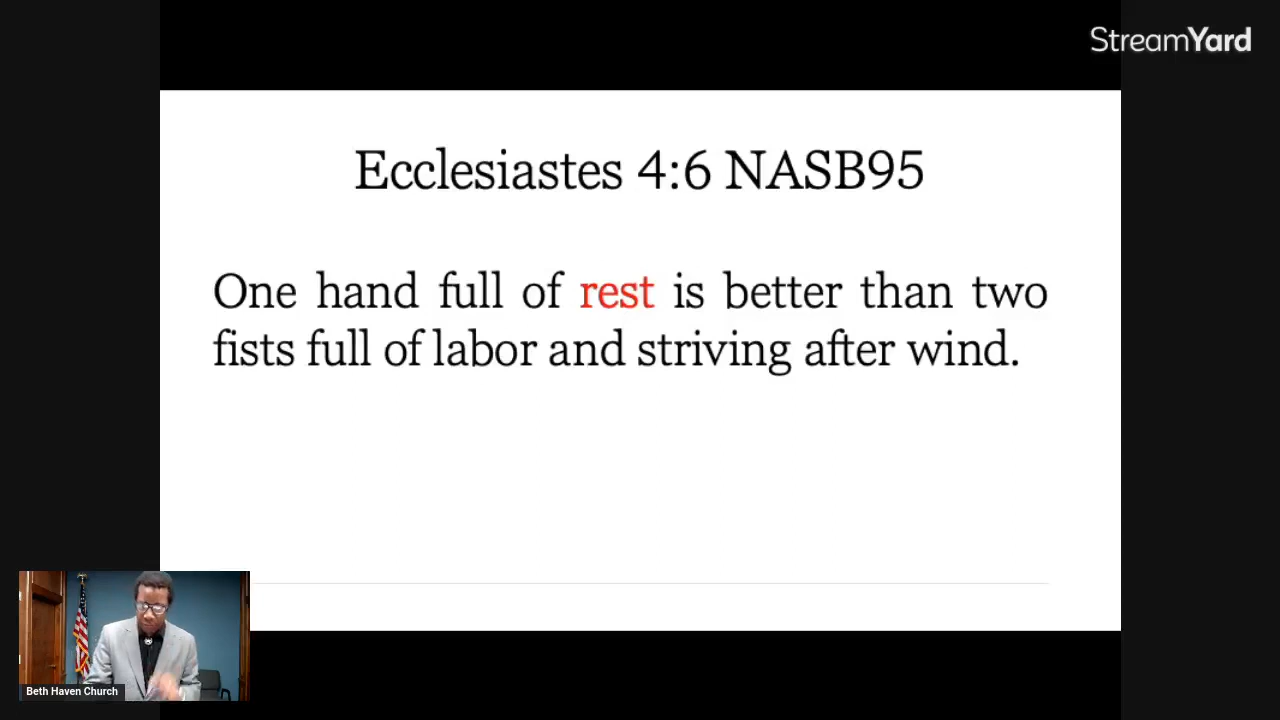 StreamYard
Ecclesiastes 4:6 NASB95
One hand full of rest is better than two
fists full of labor and striving after wind.
Beth Haven Church